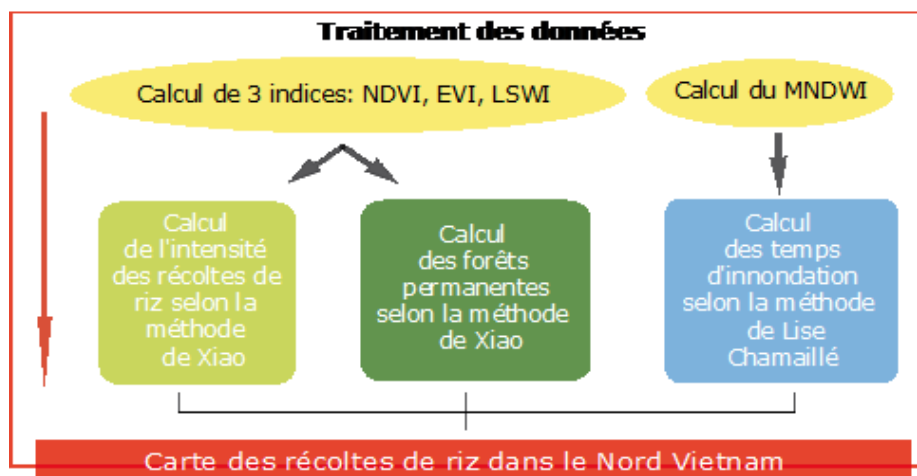 Traitement des données
Calcul de 3 indices: NDVI, EVI, LSWI
Calcul du MNDWI
Calcul
de l'intensité
des récoltes de
riz selon la
méthode
de Xiao
Calcul
des forêts
permanentes
selon la méthode
de Xiao
Calcul
des temps
d'innondation
selon la méthode
de Lise
Chamaillé
Carte des récoltes de riz dans le Nord Vietnam